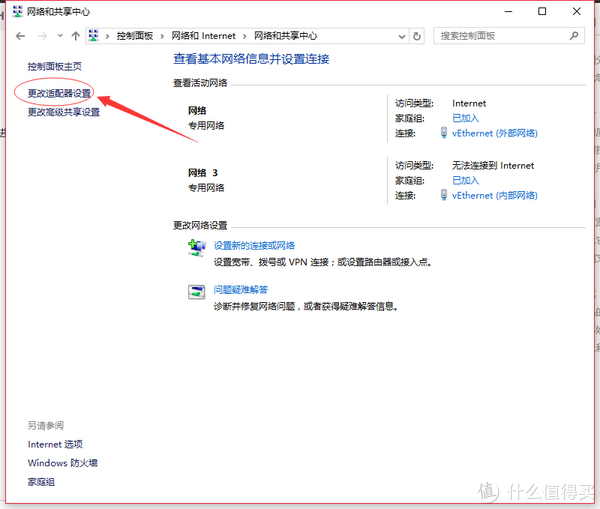 网络和共享中心
控制面板 网络和 Internet 网络和共享中心
搜索控制面板
控制面板主页
更改适配器设置
更改高级共享设置
查看基本网络信息并设置连接
查看活动网络
网络
专用网络
访问类型: Internet
家庭组: 已加入
连接: vEthernet (外部网络)
网络 3
专用网络
访问类型: 无法连接到 Internet
家庭组: 已加入
连接: vEthernet (内部网络)
更改网络设置
设置新的连接或网络
设置宽带、拨号或 VPN 连接；或设置路由器或接入点。
问题疑难解答
诊断并修复网络问题，或者获得疑难解答信息。
另请参阅
Internet 选项
Windows 防火墙
家庭组
值 什么值得买